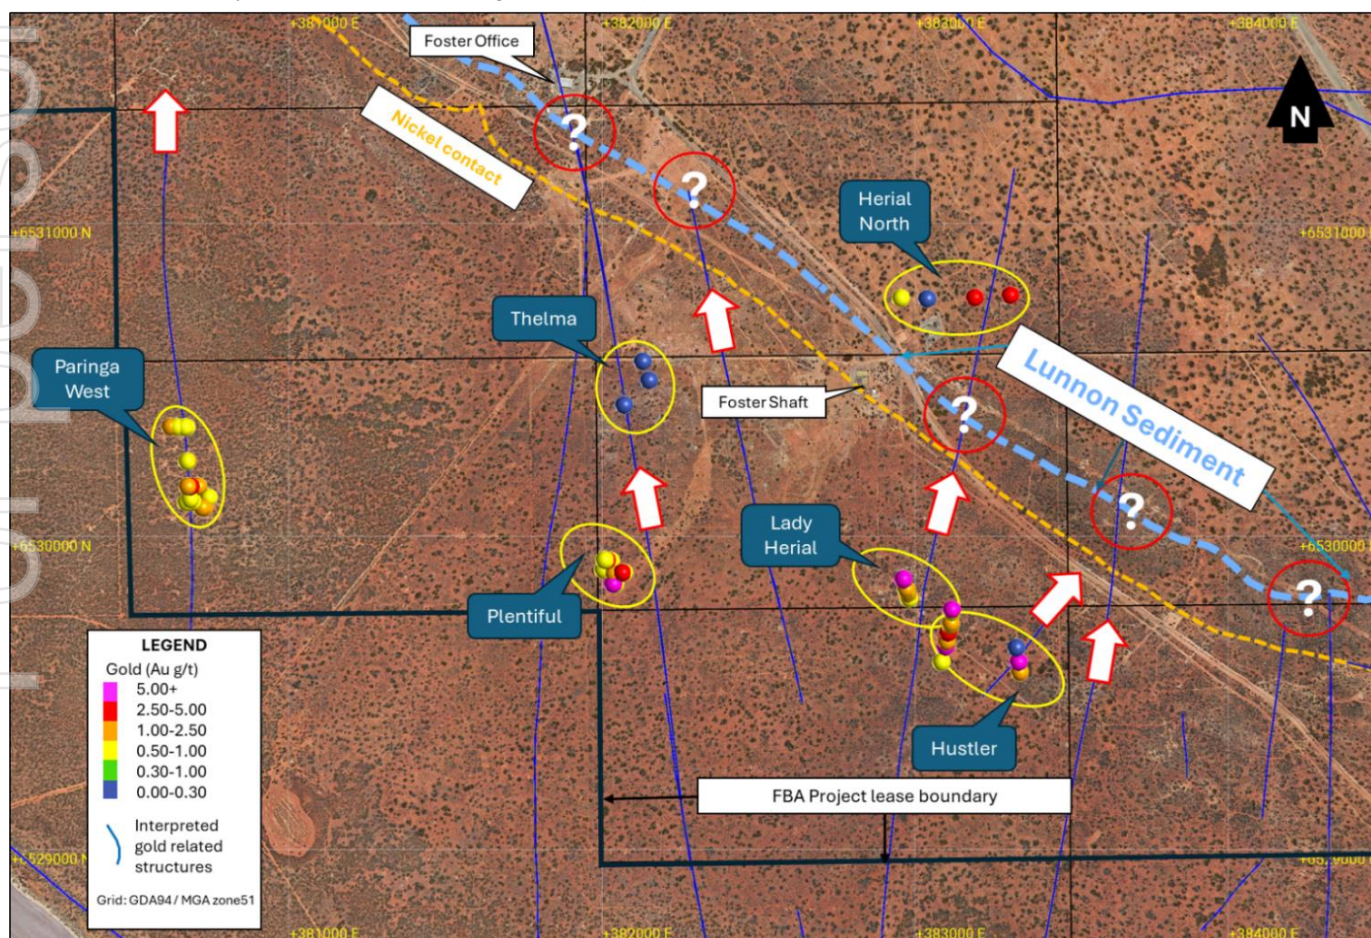 +381000 E
+382000 E
+383000 E
+384000 E
Foster Office
N
Nickel contact
?
?
Herial
North
+6531000 N
+6531000 N
Thelma
Paringa
West
Foster Shaft
Lunnon Sediment
?
?
Lady
Herial
+6530000 N
+6530000 N
Plentiful
?
Hustler
FBA Project lease boundary
LEGEND
Gold (Au g/t)
5.00+
2.50-5.00
1.00-2.50
0.50-1.00
0.30-1.00
0.00-0.30
Interpreted
gold related
structures
Grid: GDA94 / MGA zone51
+6529000 N
+6529000 N
+381000 E
+382000 E
+383000 E
+384000 E